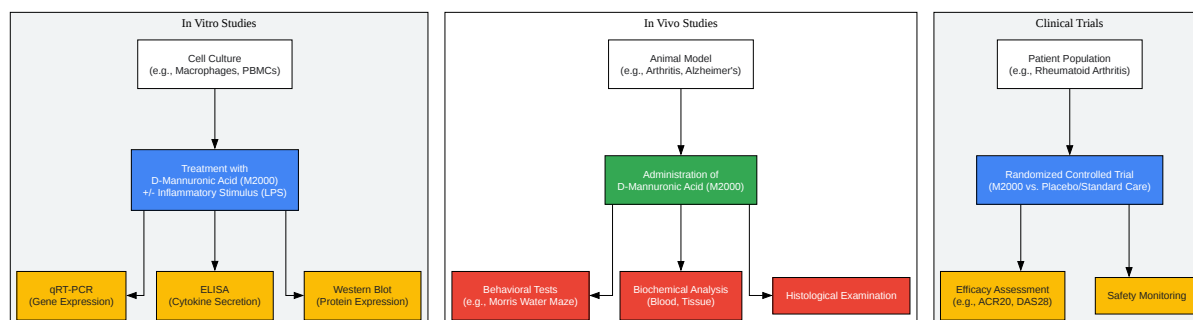 In Vitro Studies
Cell Culture
(e.g., Macrophages, PBMCs)
Treatment with
D-Mannuronic Acid (M2000)
+/- Inflammatory Stimulus (LPS)
qRT-PCR
(Gene Expression)
ELISA
(Cytokine Secretion)
Western Blot
(Protein Expression)
In Vivo Studies
Animal Model
(e.g., Arthritis, Alzheimer's)
Administration of
D-Mannuronic Acid (M2000)
Behavioral Tests
(e.g., Morris Water Maze)
Biochemical Analysis
(Blood, Tissue)
Histological Examination
Clinical Trials
Patient Population
(e.g., Rheumatoid Arthritis)
Randomized Controlled Trial
(M2000 vs. Placebo/Standard Care)
Efficacy Assessment
(e.g., ACR20, DAS28)
Safety Monitoring